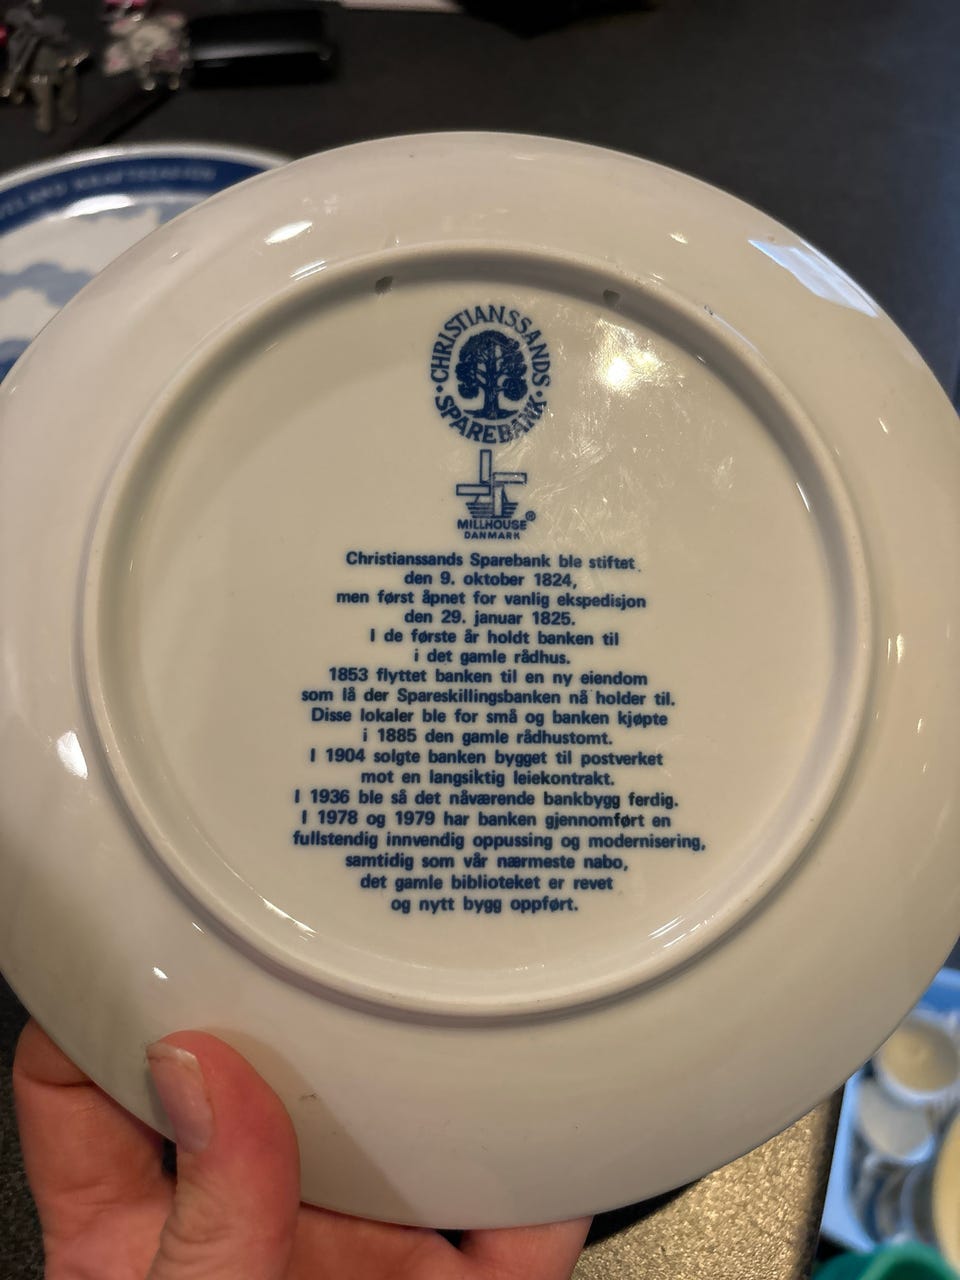 CHRISTIANSSANDS
SPAREBANK
MILLHOUSE ®
DANMARK
Christianssands Sparebank ble stiftet
den 9. oktober 1824,
men først åpnet for vanlig ekspedisjon
den 29. januar 1825.
I de første år holdt banken til
i det gamle rådhus.
1853 flyttet banken til en ny eiendom
som lå der Spareskillingsbanken nå holder til.
Disse lokaler ble for små og banken kjøpte
i 1885 den gamle rådhustomt.
I 1904 solgte banken bygget til postverket
mot en langsiktig leiekontrakt.
I 1936 ble så det nåværende bankbygg ferdig.
I 1978 og 1979 har banken gjennomført en
fullstendig innvendig oppussing og modernisering,
samtidig som vår nærmeste nabo,
det gamle biblioteket er revet
og nytt bygg oppført.